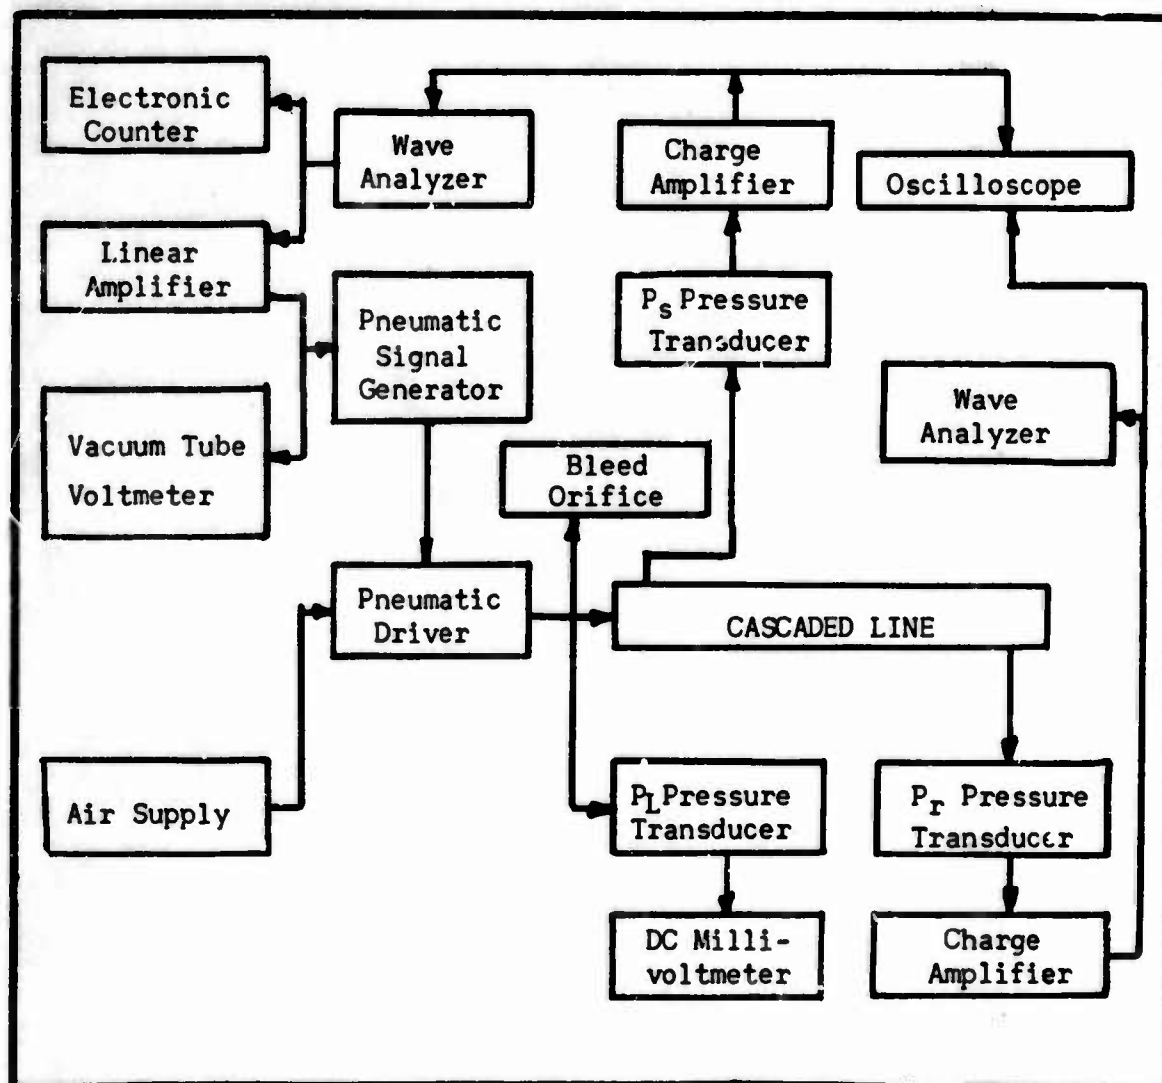 Electronic
Counter
Wave
Analyzer
Charge
Amplifier
Oscilloscope
Linear
Amplifier
Pneumatic
Signal
Generator
Ps Pressure
Transducer
Wave
Analyzer
Vacuum Tube
Voltmeter
Bleed
Orifice
Pneumatic
Driver
CASCADED LINE
Air Supply
PL Pressure
Transducer
Pr Pressure
Transducer
DC Milli-
voltmeter
Charge
Amplifier